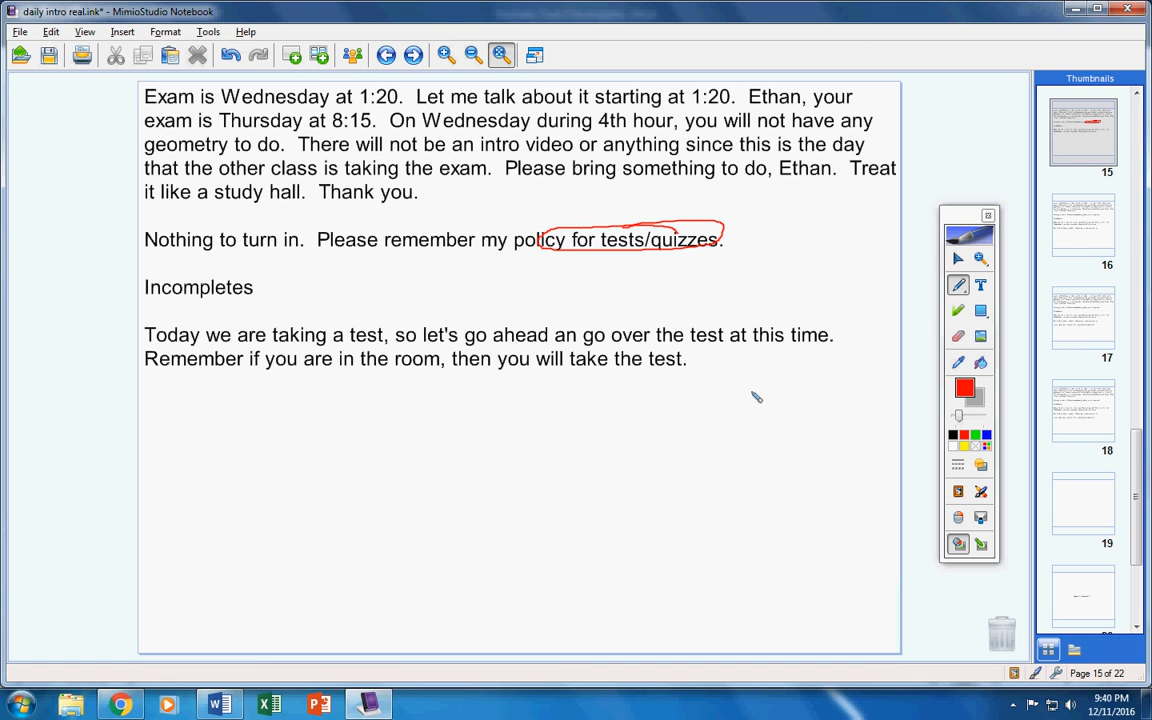 daily intro real.ink* - MimioStudio Notebook
File Edit View Insert Format Tools Help
Exam is Wednesday at 1:20. Let me talk about it starting at 1:20. Ethan, your
exam is Thursday at 8:15. On Wednesday during 4th hour, you will not have any
geometry to do. There will not be an intro video or anything since this is the day
that the other class is taking the exam. Please bring something to do, Ethan. Treat
it like a study hall. Thank you.
Nothing to turn in. Please remember my policy for tests/quizzes.
Incompletes
Today we are taking a test, so let's go ahead an go over the test at this time.
Remember if you are in the room, then you will take the test.
Thumbnails
15
16
17
18
19
Page 15 of 22
9:40 PM
12/11/2016